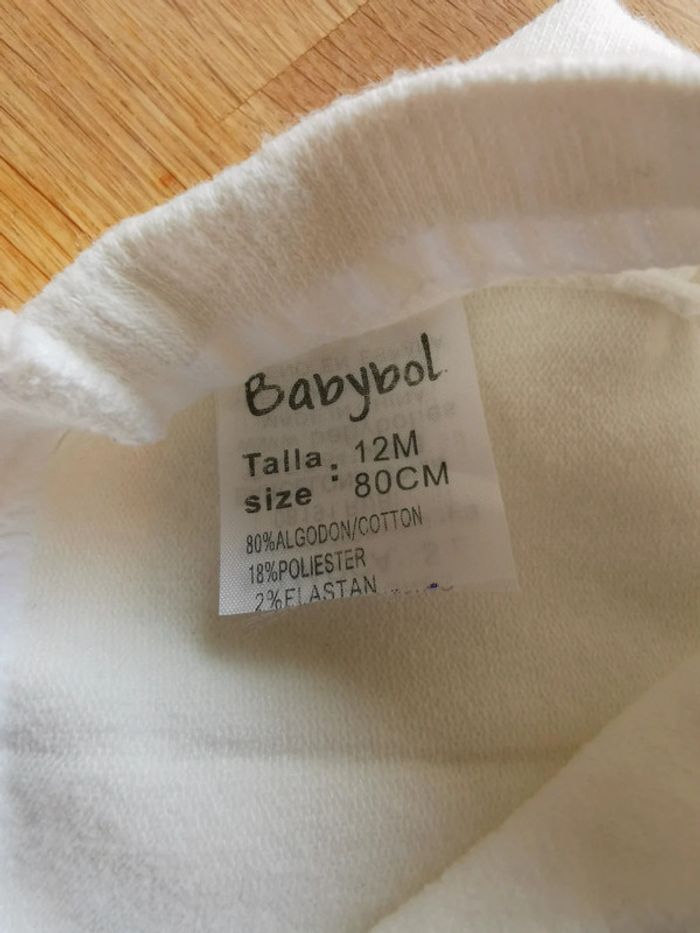 Babybol
Talla : 12M
size 80CM
80%ALGODON/COTTON
18%POLIESTER
2%ELASTAN